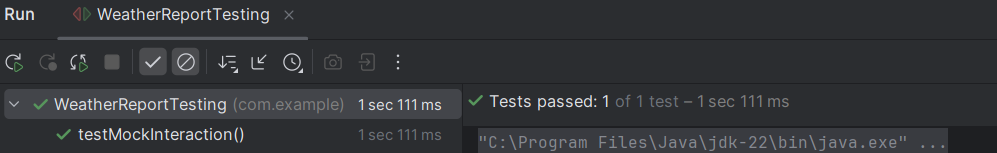 Run WeatherReportTesting
WeatherReportTesting (com.example) 1 sec 111 ms
testMockInteraction() 1 sec 111 ms
Tests passed: 1 of 1 test – 1 sec 111 ms
"C:\Program Files\Java\jdk-22\bin\java.exe" ...